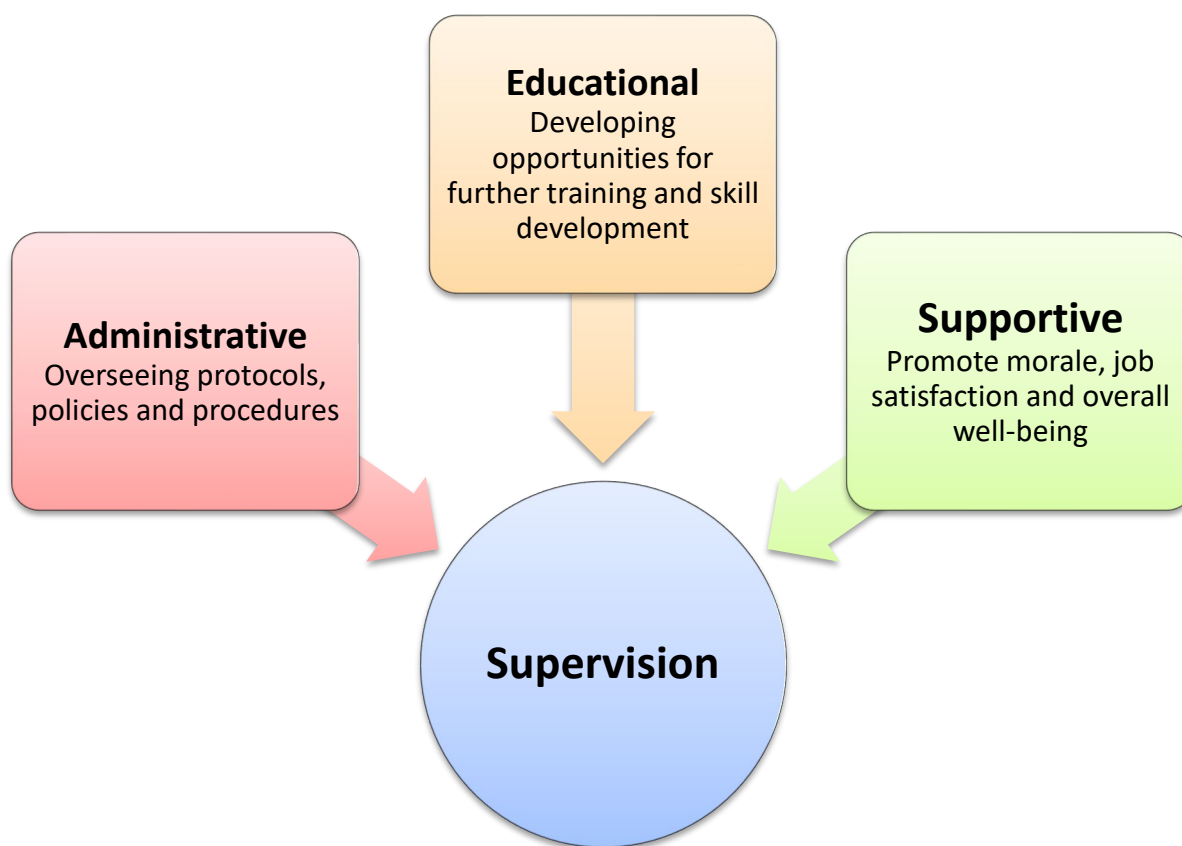 Educational
Developing
opportunities for
further training and skill
development
Administrative
Overseeing protocols,
policies and procedures
Supportive
Promote morale, job
satisfaction and overall
well-being
Supervision